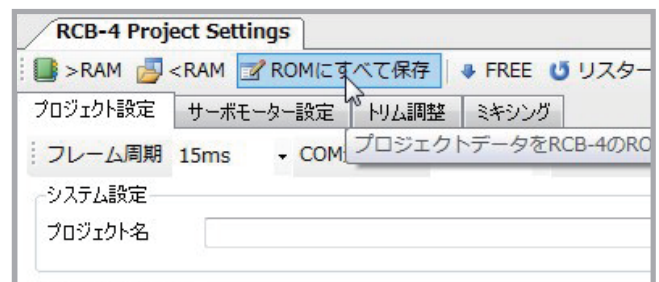 RCB-4 Project Settings
>RAM <RAM ROMにすべて保存 FREE リスター
プロジェクト設定 サーボモーター設定 トリム調整 ミキシング
フレーム周期 15ms COM
プロジェクトデータをRCB-4のRO
システム設定
プロジェクト名